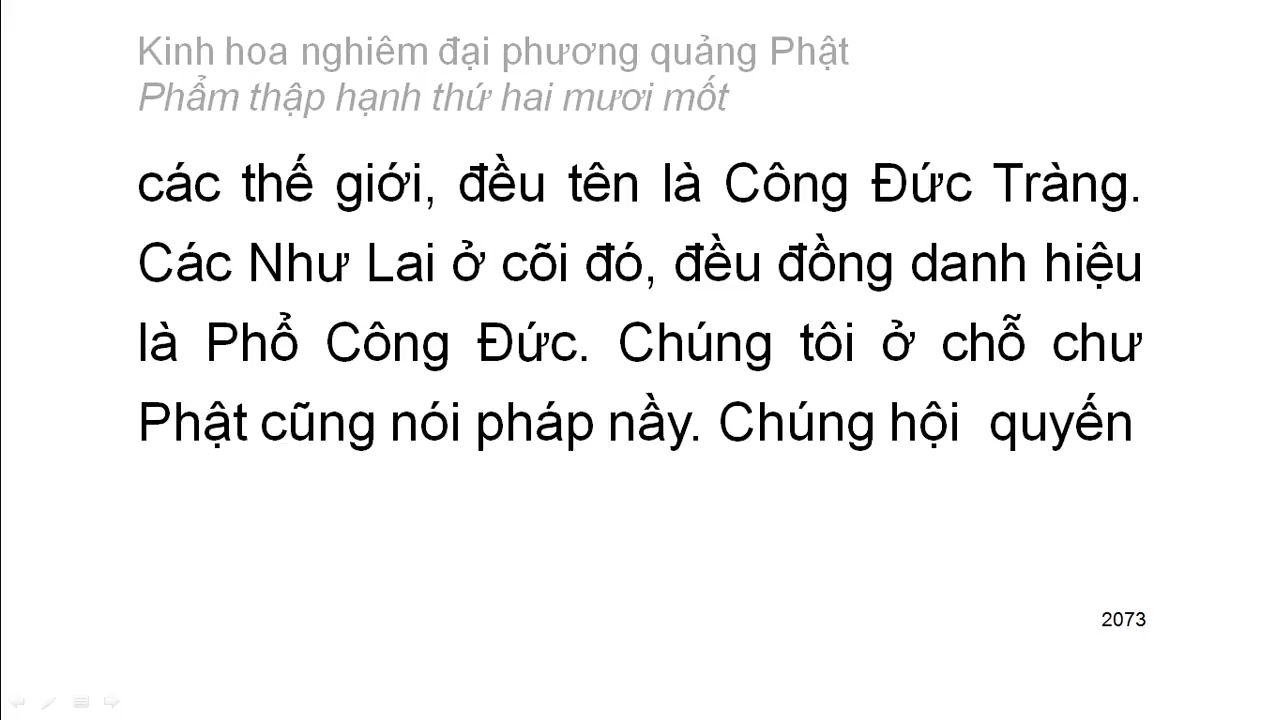 Kinh hoa nghiêm đại phương quảng Phật
Phẩm thập hạnh thứ hai mươi mốt
các thế giới, đều tên là Công Đức Tràng.
Các Như Lai ở cõi đó, đều đồng danh hiệu
là Phổ Công Đức. Chúng tôi ở chỗ chư
Phật cũng nói pháp nầy. Chúng hội quyến
2073